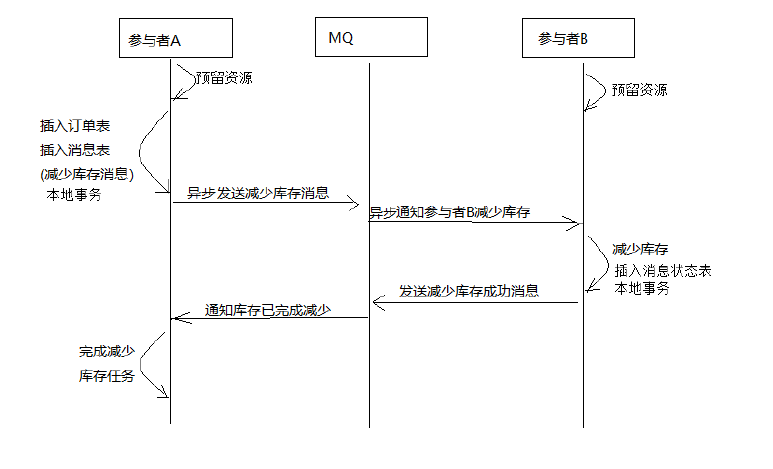 参与者A
MQ
参与者B
预留资源
预留资源
插入订单表
插入消息表
(减少库存消息)
本地事务
异步发送减少库存消息
异步通知参与者B减少库存
减少库存
插入消息状态表
本地事务
发送减少库存成功消息
通知库存已完成减少
完成减少
库存任务